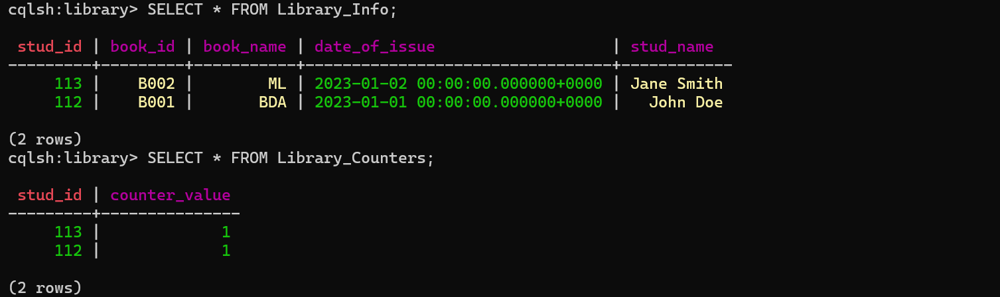 cqlsh:library> SELECT * FROM Library_Info;
 stud_id | book_id | book_name | date_of_issue                   | stud_name
---------+---------+-----------+---------------------------------+------------
     113 |    B002 |        ML | 2023-01-02 00:00:00.000000+0000 | Jane Smith
     112 |    B001 |       BDA | 2023-01-01 00:00:00.000000+0000 |   John Doe
(2 rows)
cqlsh:library> SELECT * FROM Library_Counters;
 stud_id | counter_value
---------+---------------
     113 |             1
     112 |             1
(2 rows)